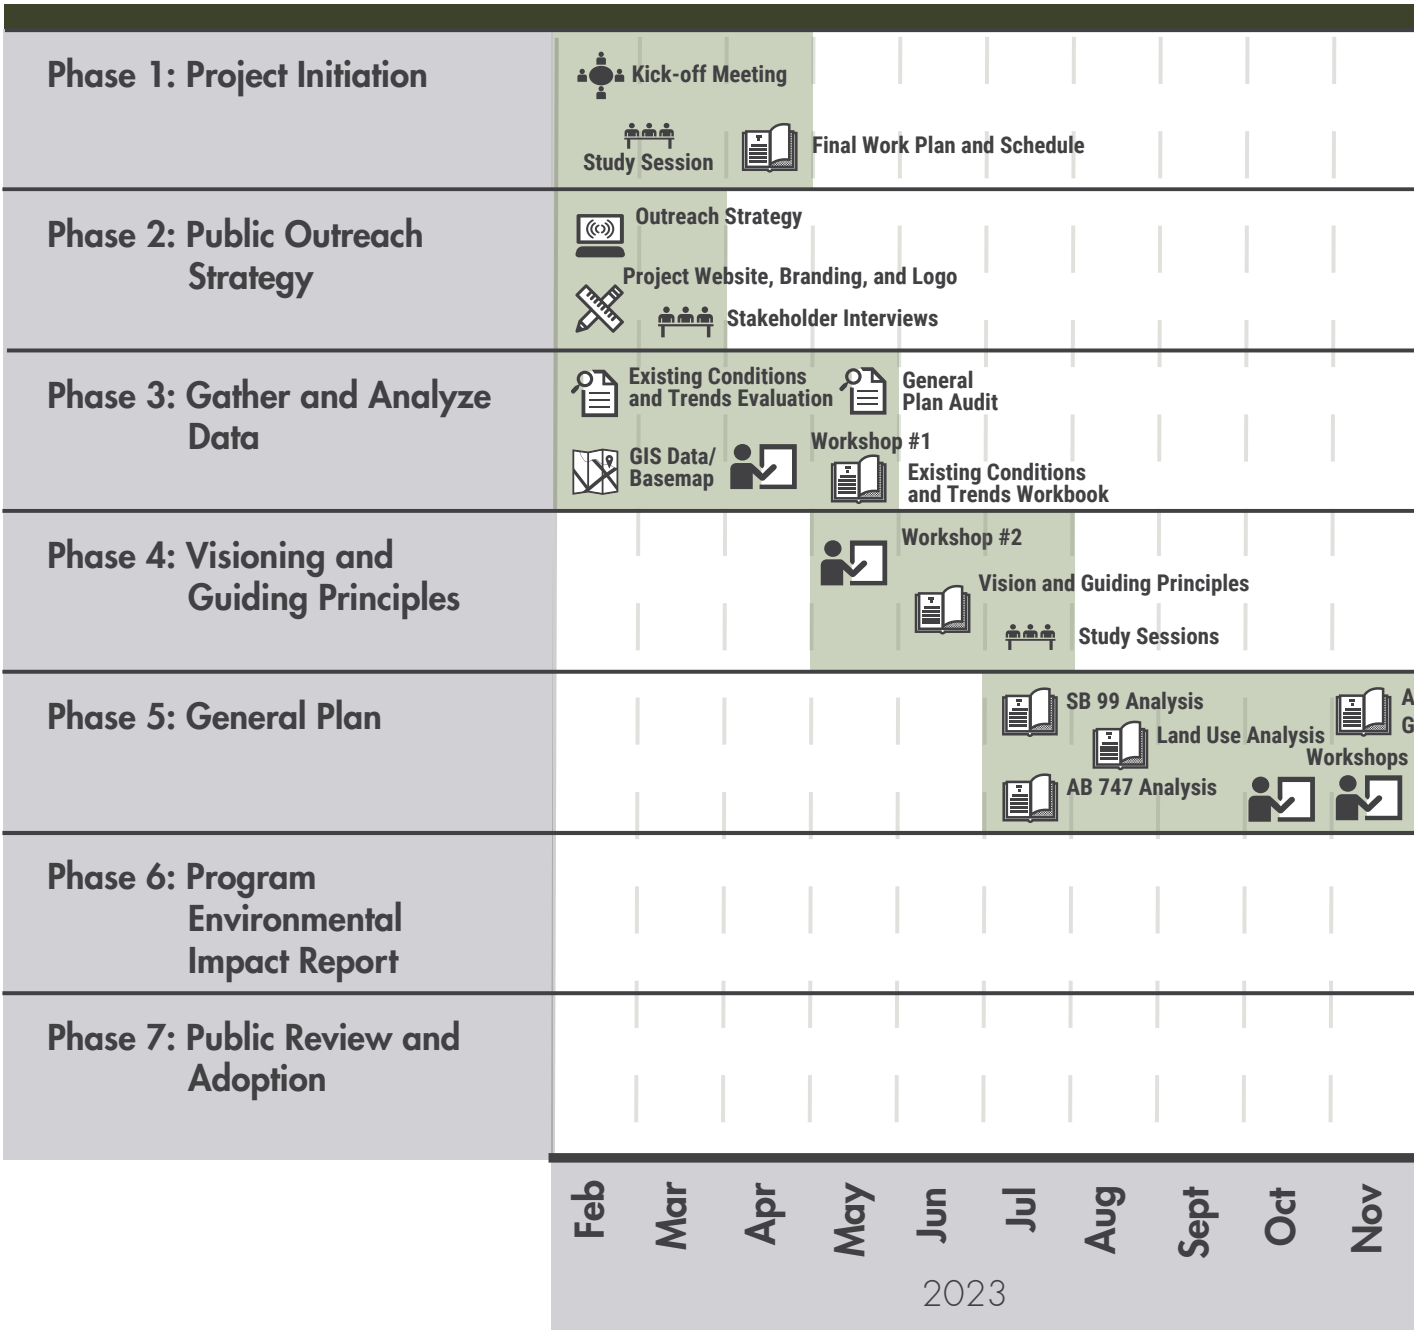 Phase 1: Project Initiation
Kick-off Meeting
Study Session
Final Work Plan and Schedule
Phase 2: Public Outreach
Strategy
Outreach Strategy
Project Website, Branding, and Logo
Stakeholder Interviews
Phase 3: Gather and Analyze
Data
Existing Conditions
and Trends Evaluation
General
Plan Audit
GIS Data/
Basemap
Workshop #1
Existing Conditions
and Trends Workbook
Phase 4: Visioning and
Guiding Principles
Workshop #2
Vision and Guiding Principles
Study Sessions
Phase 5: General Plan
SB 99 Analysis
Land Use Analysis
AB 747 Analysis
Workshops
A
G
Phase 6: Program
Environmental
Impact Report
Phase 7: Public Review and
Adoption
Feb
Mar
Apr
May
Jun
Jul
Aug
Sept
Oct
Nov
2023